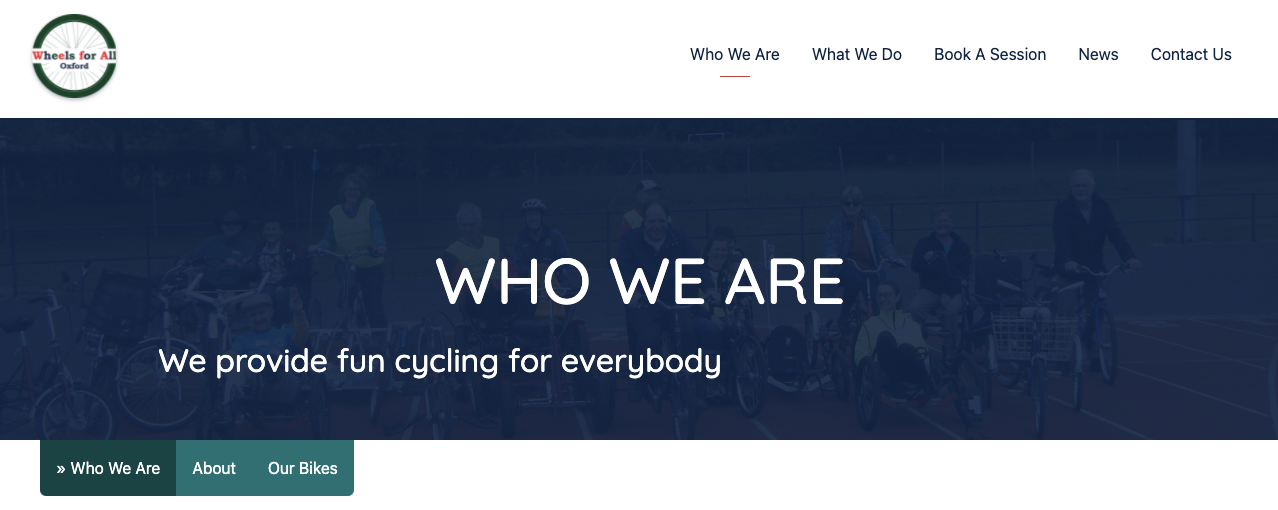 Wheels for All
Oxford
Who We Are What We Do Book A Session News Contact Us
WHO WE ARE
We provide fun cycling for everybody
» Who We Are About Our Bikes